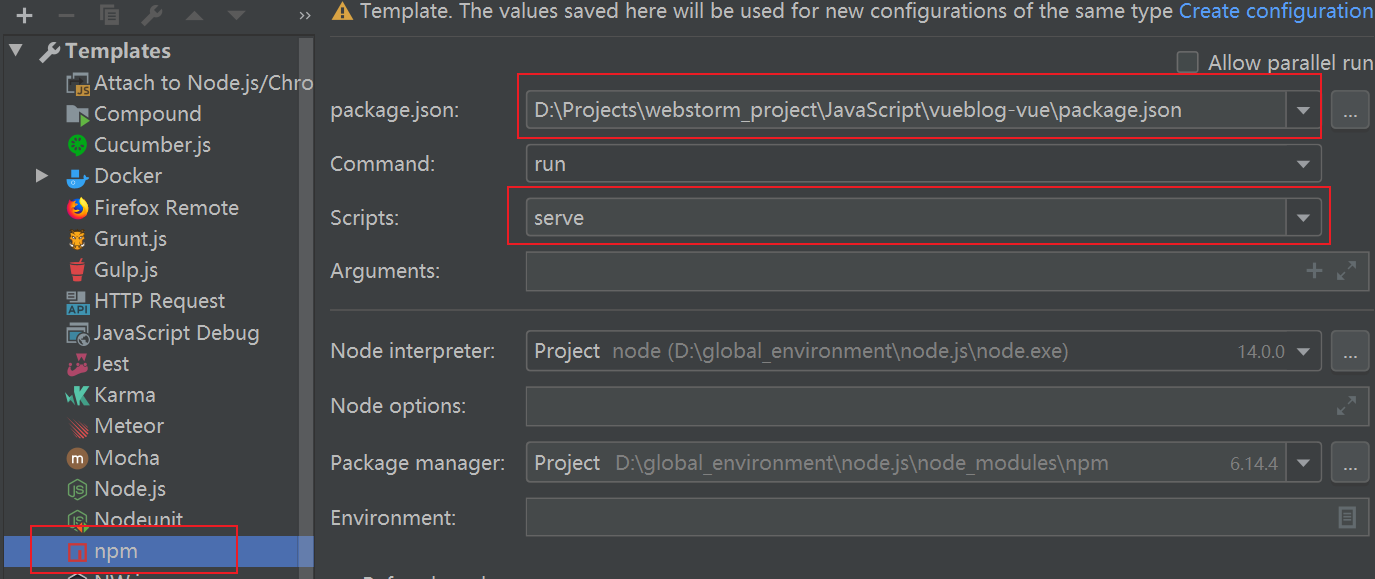 Template. The values saved here will be used for new configurations of the same type Create configuration
Templates
Allow parallel run
Attach to Node.js/Chro
Compound
Cucumber.js
Docker
Firefox Remote
Grunt.js
Gulp.js
HTTP Request
JavaScript Debug
Jest
Karma
Meteor
Mocha
Node.js
Nodeunit
npm
package.json: D:\Projects\webstorm_project\JavaScript\vueblog-vue\package.json ...
Command: run
Scripts: serve
Arguments:
Node interpreter: Project node (D:\global_environment\node.js\node.exe) 14.0.0 ...
Node options:
Package manager: Project D:\global_environment\node.js\node_modules\npm 6.14.4 ...
Environment: